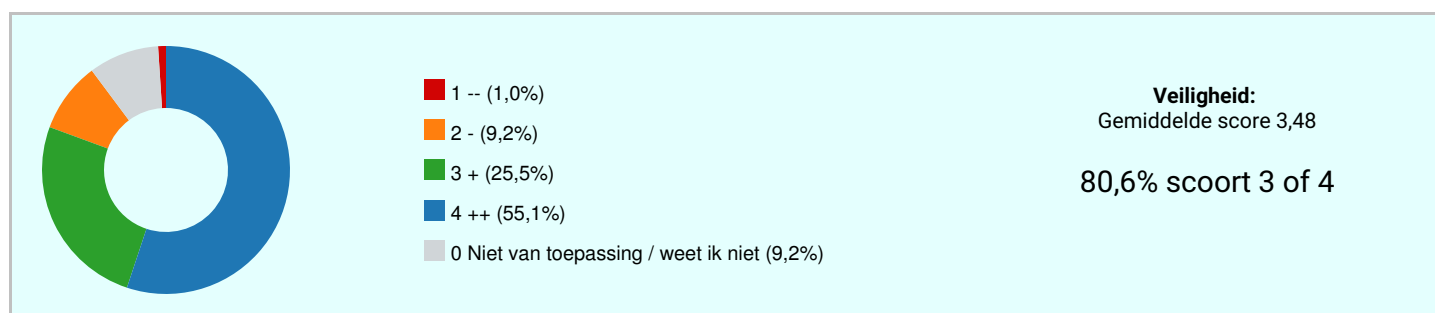 1 -- (1,0%)
2 - (9,2%)
3 + (25,5%)
4 ++ (55,1%)
0 Niet van toepassing / weet ik niet (9,2%)
Veiligheid:
Gemiddelde score 3,48
80,6% scoort 3 of 4